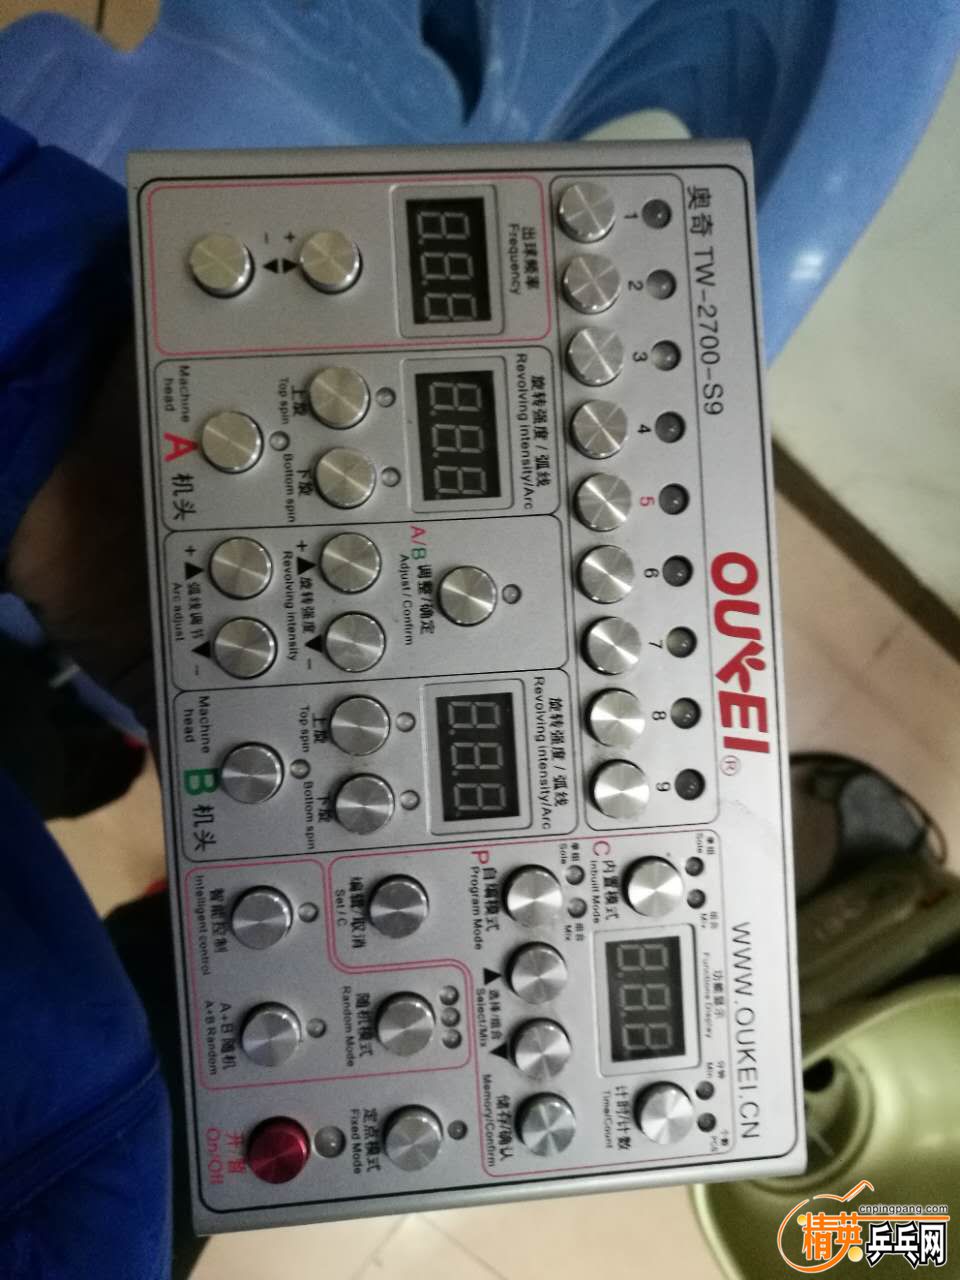 奥奇 TW-2700-S9
OUKEI®
WWW.OUKEI.CN
1
2
3
4
5
6
7
8
9
出球频率
Frequency
+
-
旋转强度/弧线
Revolving intensity/Arc
上旋
Top spin
下旋
Bottom spin
Machine
head
A 机头
A/B 调整/确定
Adjust/Confirm
+ 旋转强度 -
Revolving intensity
+ 弧线调节 -
Arc adjust
旋转强度/弧线
Revolving intensity/Arc
上旋
Top spin
下旋
Bottom spin
Machine
head
B 机头
单组
Sole
组合
Mix
C 内置模式
Inbuilt Mode
功能显示
Functions Display
分钟
Min
个数
PCS
计时/计数
Time/Count
单组
Sole
组合
Mix
P 自编模式
Program Mode
选择/组合
Select/Mix
储存/确认
Memory/Confirm
编辑/取消
Set / C
随机模式
Random Mode
定点模式
Fixed Mode
智能控制
Intelligent control
A+B 随机
A+B Random
开/暂
On/Off
cnpingpang.com
精英乒乓网